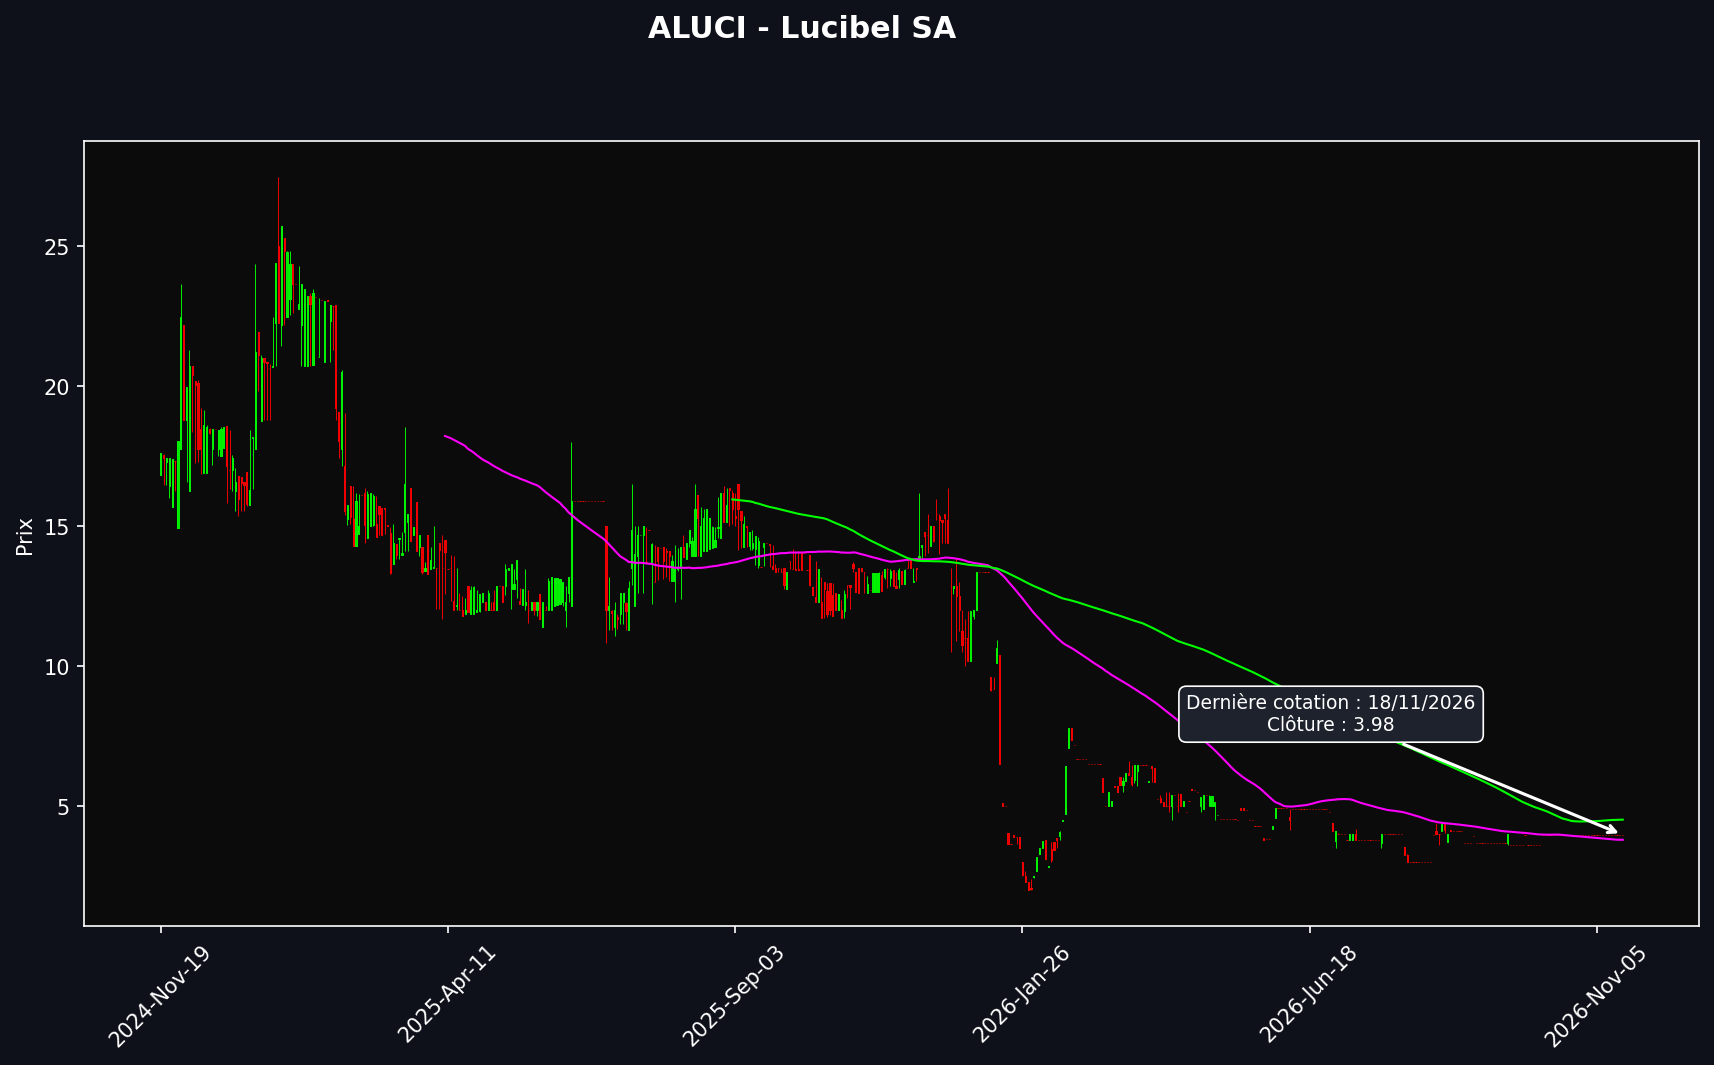 ALUCI - Lucibel SA
Prix
25
20
15
10
5
Dernière cotation : 18/11/2026
Clôture : 3.98
2024-Nov-19
2025-Apr-11
2025-Sep-03
2026-Jan-26
2026-Jun-18
2026-Nov-05